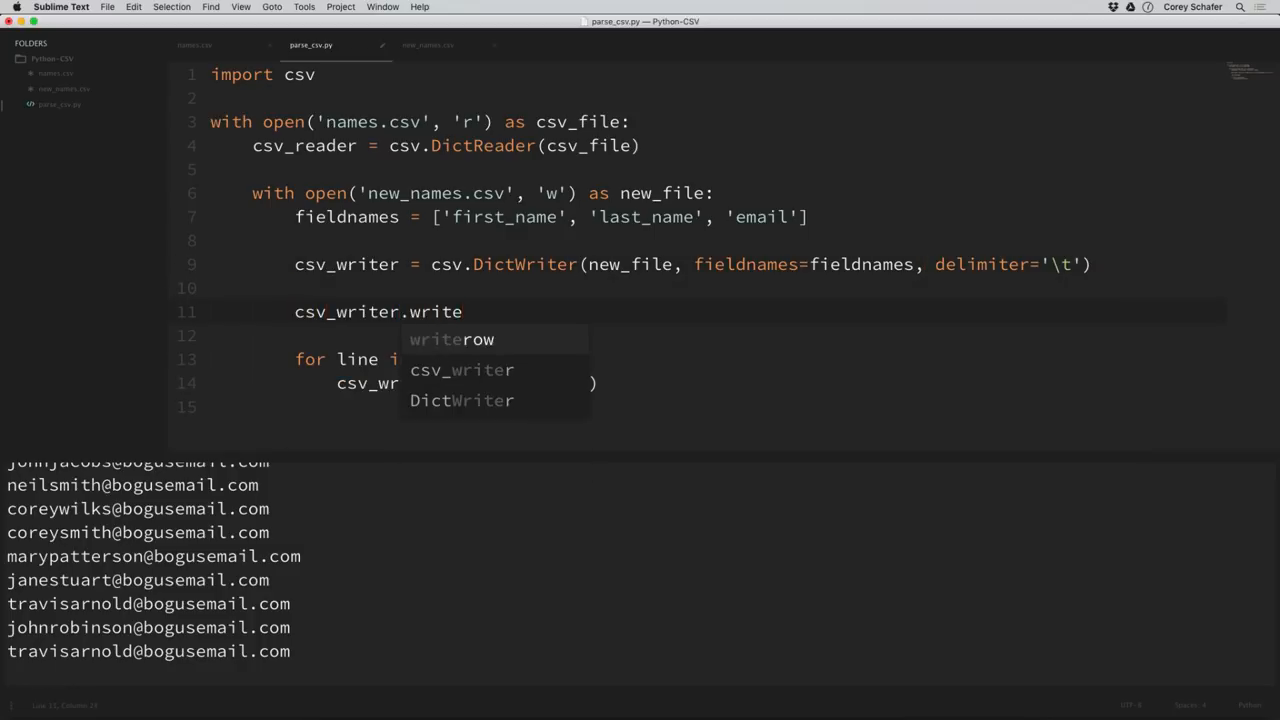 Sublime Text File Edit Selection Find View Goto Tools Project Window Help Corey Schafer
parse_csv.py — Python-CSV
FOLDERS
Python-CSV
names.csv
new_names.csv
parse_csv.py
names.csv parse_csv.py new_names.csv
1 import csv
2
3 with open('names.csv', 'r') as csv_file:
4 csv_reader = csv.DictReader(csv_file)
5
6 with open('new_names.csv', 'w') as new_file:
7 fieldnames = ['first_name', 'last_name', 'email']
8
9 csv_writer = csv.DictWriter(new_file, fieldnames=fieldnames, delimiter='\t')
10
11 csv_writer.write
writerow
12
13 for line i
csv_writer
14 csv_wr )
DictWriter
15
johnjacobs@bogusemail.com
neilsmith@bogusemail.com
coreywilks@bogusemail.com
coreysmith@bogusemail.com
marypatterson@bogusemail.com
janestuart@bogusemail.com
travisarnold@bogusemail.com
johnrobinson@bogusemail.com
travisarnold@bogusemail.com
UTF-8 Spaces: 4 Python